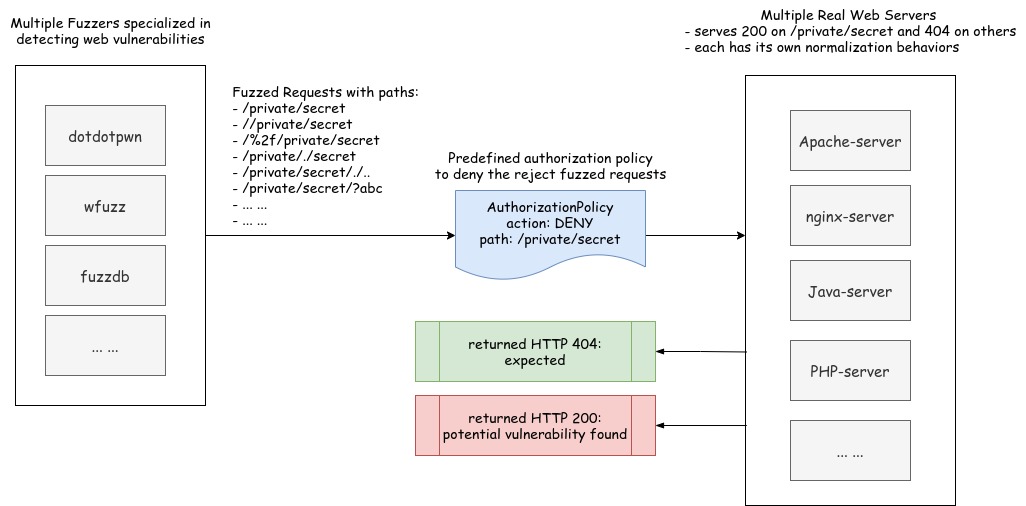 Multiple Fuzzers specialized in
detecting web vulnerabilities
dotdotpwn
wfuzz
fuzzdb
... ...
Fuzzed Requests with paths:
- /private/secret
- //private/secret
- /%2f/private/secret
- /private/./secret
- /private/secret/./..
- /private/secret/?abc
- ... ...
- ... ...
Predefined authorization policy
to deny the reject fuzzed requests
AuthorizationPolicy
action: DENY
path: /private/secret
returned HTTP 404:
expected
returned HTTP 200:
potential vulnerability found
Multiple Real Web Servers
- serves 200 on /private/secret and 404 on others
- each has its own normalization behaviors
Apache-server
nginx-server
Java-server
PHP-server
... ...